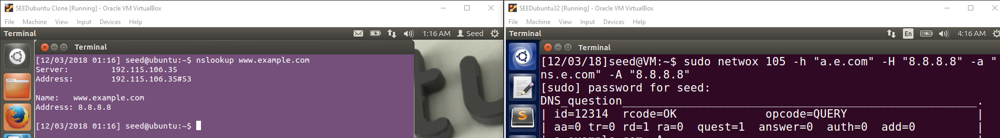 SEEDubuntu Clone [Running] - Oracle VM VirtualBox
File Machine View Input Devices Help
Terminal 1:16 AM Seed
Terminal
[12/03/2018 01:16] seed@ubuntu:~$ nslookup www.example.com
Server: 192.115.106.35
Address: 192.115.106.35#53
Name: www.example.com
Address: 8.8.8.8
[12/03/2018 01:16] seed@ubuntu:~$
SEEDubuntu32 [Running] - Oracle VM VirtualBox
File Machine View Input Devices Help
Terminal En 4:16 AM
Terminal
[12/03/18]seed@VM:~$ sudo netwox 105 -h "a.e.com" -H "8.8.8.8" -a "
ns.e.com" -A "8.8.8.8"
[sudo] password for seed:
DNS_question____________________________________________________.
| id=12314 rcode=OK opcode=QUERY |
| aa=0 tr=0 rd=1 ra=0 quest=1 answer=0 auth=0 add=0 |